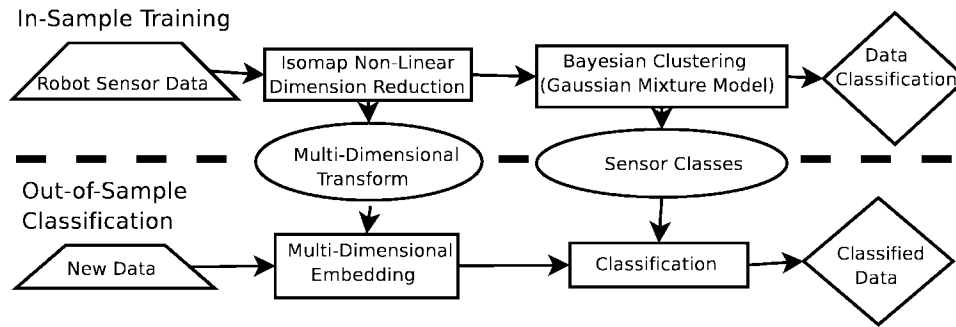 In-Sample Training
Robot Sensor Data
Isomap Non-Linear
Dimension Reduction
Bayesian Clustering
(Gaussian Mixture Model)
Data
Classification
Multi-Dimensional
Transform
Sensor Classes
Out-of-Sample
Classification
New Data
Multi-Dimensional
Embedding
Classification
Classified
Data